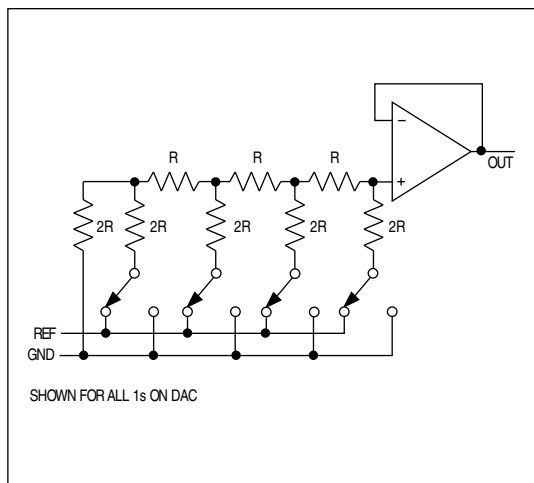 R R R
− + OUT
2R 2R 2R 2R 2R
REF
GND
SHOWN FOR ALL 1s ON DAC